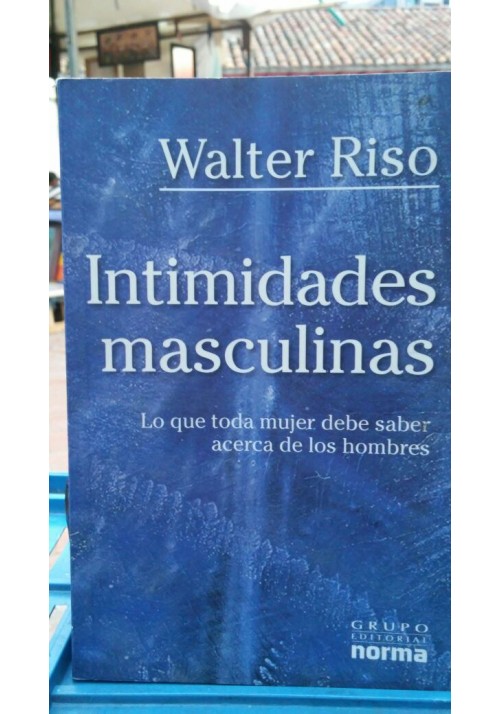 Walter Riso
Intimidades
masculinas
Lo que toda mujer debe saber
acerca de los hombres
GRUPO
EDITORIAL
norma